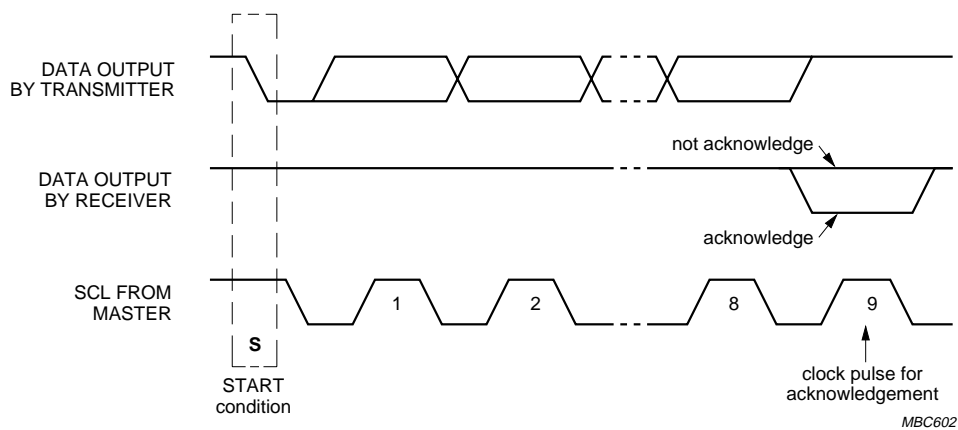 DATA OUTPUT
BY TRANSMITTER
not acknowledge
DATA OUTPUT
BY RECEIVER
acknowledge
SCL FROM
MASTER
1
2
8
9
S
START
condition
clock pulse for
acknowledgement
MBC602